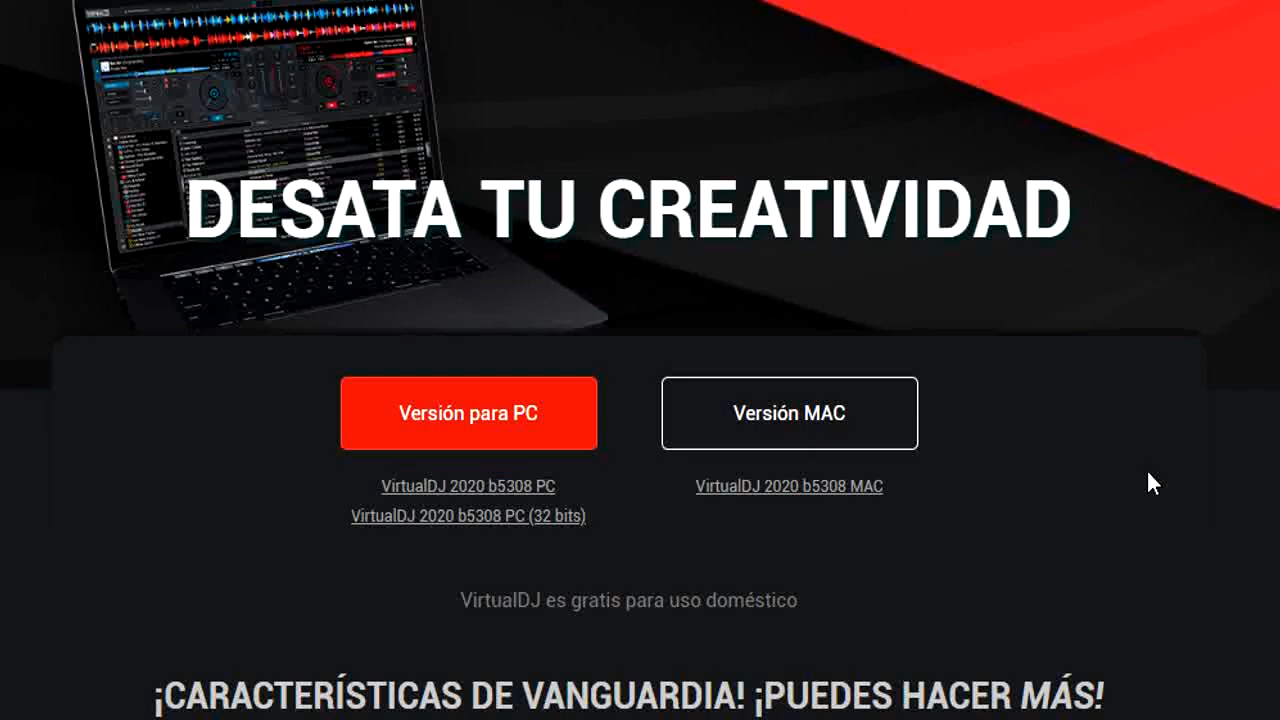 DESATA TU CREATIVIDAD
Versión para PC
Versión MAC
VirtualDJ 2020 b5308 PC
VirtualDJ 2020 b5308 MAC
VirtualDJ 2020 b5308 PC (32 bits)
VirtualDJ es gratis para uso doméstico
¡CARACTERÍSTICAS DE VANGUARDIA! ¡PUEDES HACER MÁS!